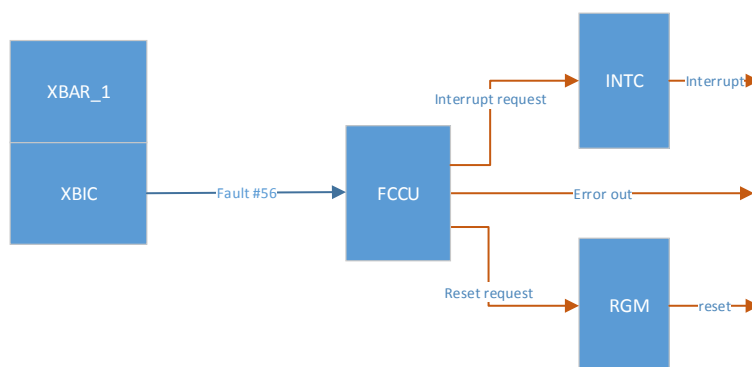 XBAR_1
XBIC
Fault #56
FCCU
Interrupt request
INTC
Interrupt
Error out
Reset request
RGM
reset